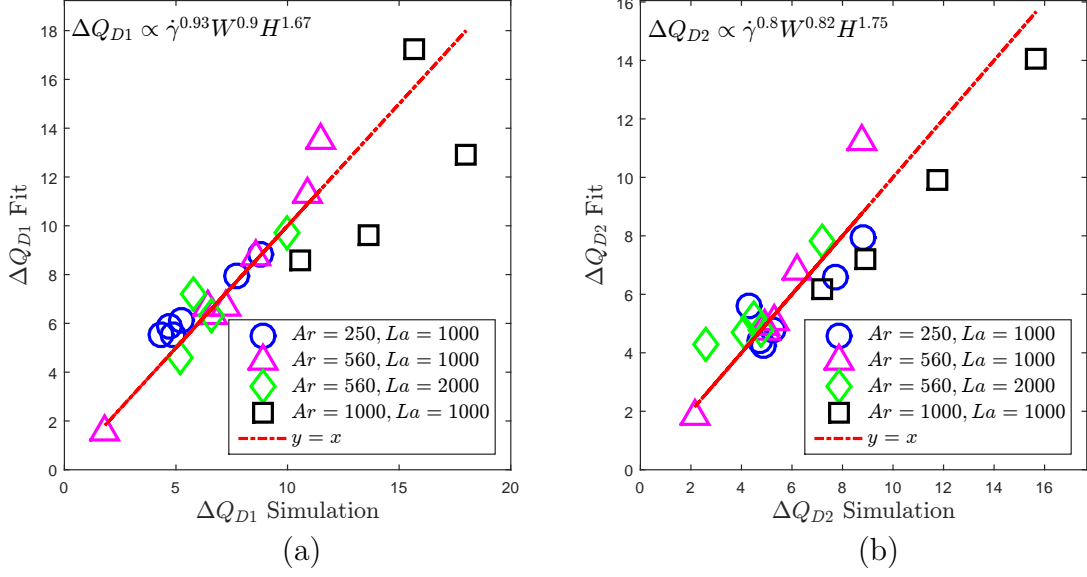 ΔQ_{D1} ∝ γ̇^{0.93}W^{0.9}H^{1.67}
18
16
14
12
10
8
6
4
2
0
ΔQ_{D1} Fit
Ar = 250, La = 1000
Ar = 560, La = 1000
Ar = 560, La = 2000
Ar = 1000, La = 1000
y = x
0 5 10 15 20
ΔQ_{D1} Simulation
(a)
ΔQ_{D2} ∝ γ̇^{0.8}W^{0.82}H^{1.75}
16
14
12
10
8
6
4
2
0
ΔQ_{D2} Fit
Ar = 250, La = 1000
Ar = 560, La = 1000
Ar = 560, La = 2000
Ar = 1000, La = 1000
y = x
0 2 4 6 8 10 12 14 16
ΔQ_{D2} Simulation
(b)